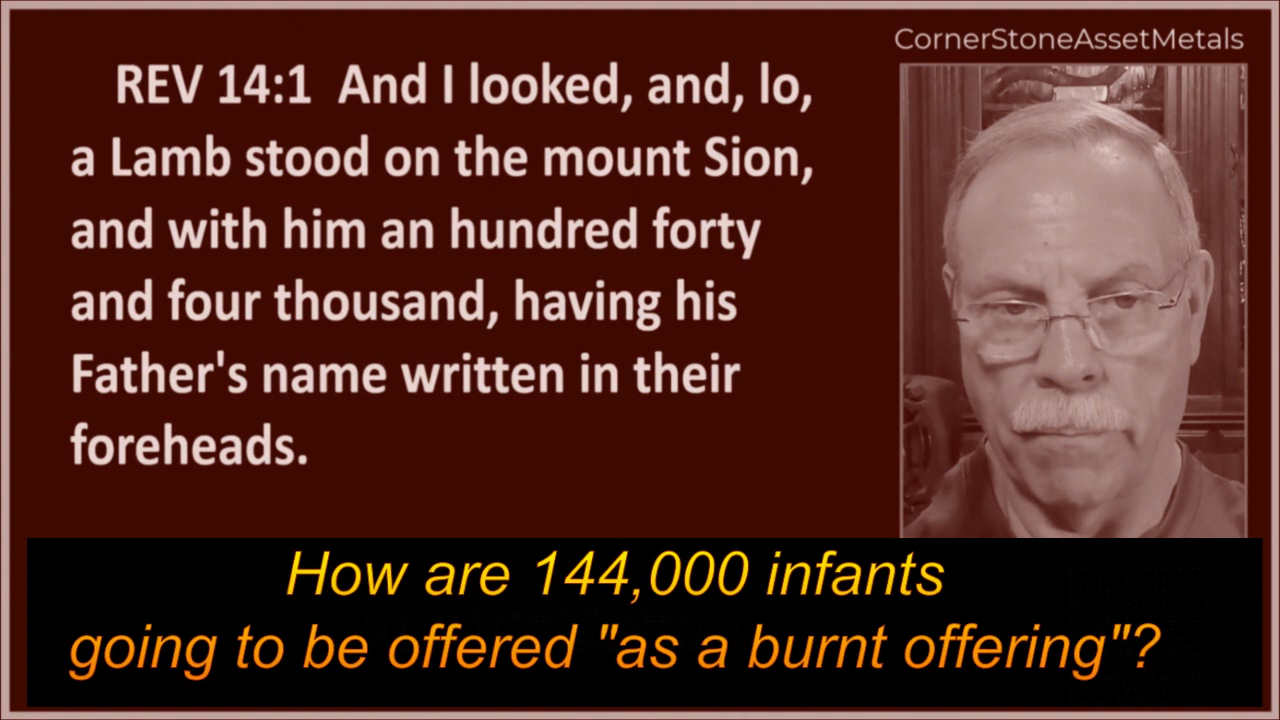 CornerStoneAssetMetals
REV 14:1 And I looked, and, lo,
a Lamb stood on the mount Sion,
and with him an hundred forty
and four thousand, having his
Father's name written in their
foreheads.
How are 144,000 infants
going to be offered "as a burnt offering"?